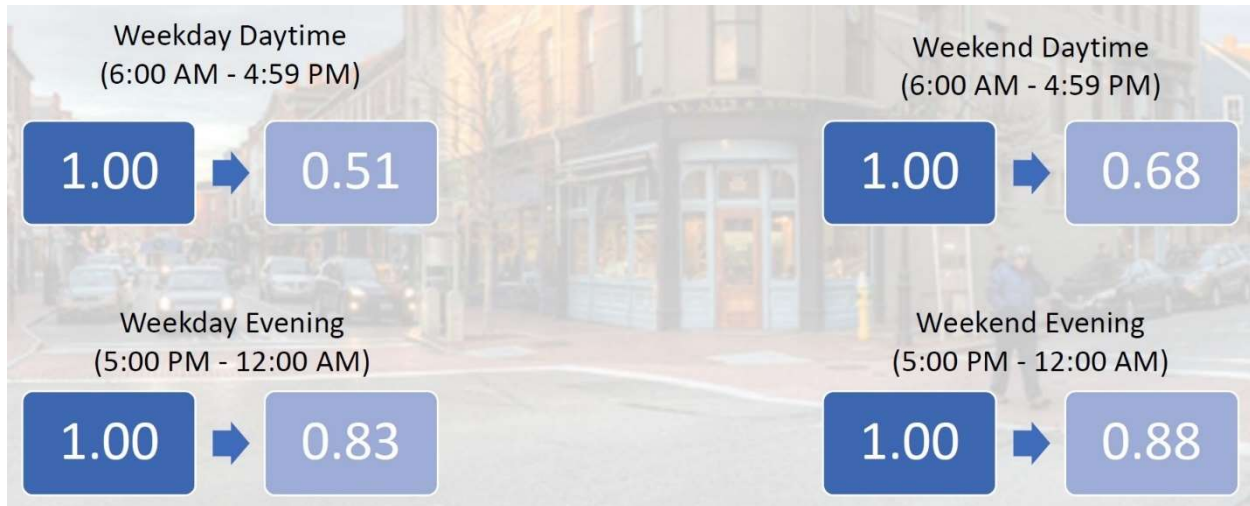 Weekday Daytime
(6:00 AM - 4:59 PM)
1.00
0.51
Weekend Daytime
(6:00 AM - 4:59 PM)
1.00
0.68
Weekday Evening
(5:00 PM - 12:00 AM)
1.00
0.83
Weekend Evening
(5:00 PM - 12:00 AM)
1.00
0.88